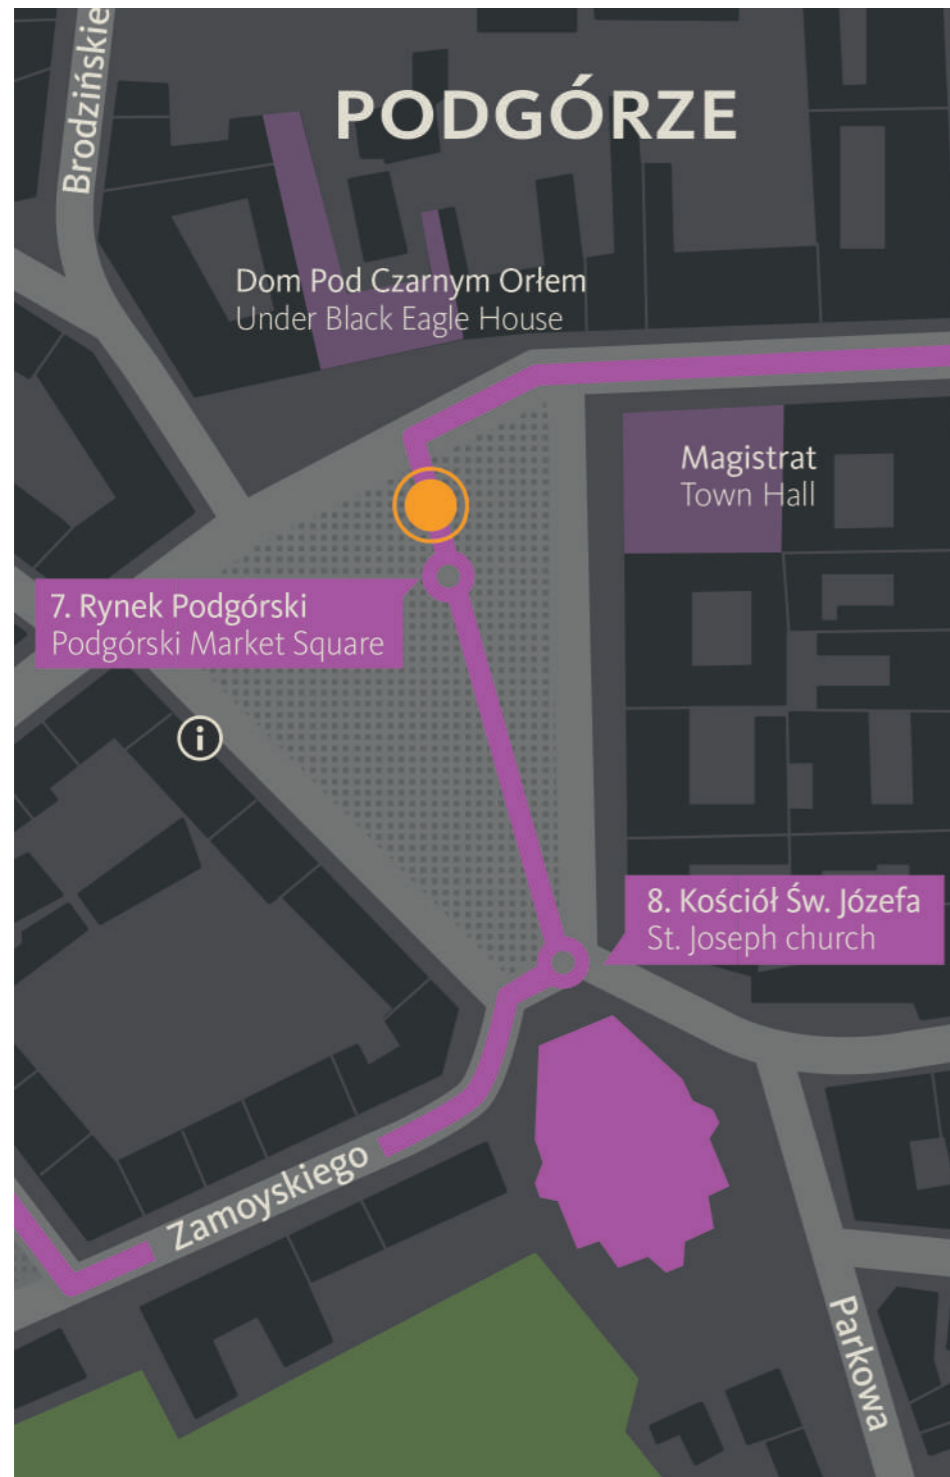 Brodzińskie
PODGÓRZE
Dom Pod Czarnym Orłem
Under Black Eagle House
Magistrat
Town Hall
7. Rynek Podgórski
Podgórski Market Square
i
8. Kościół Św. Józefa
St. Joseph church
Zamoyskiego
Parkowa